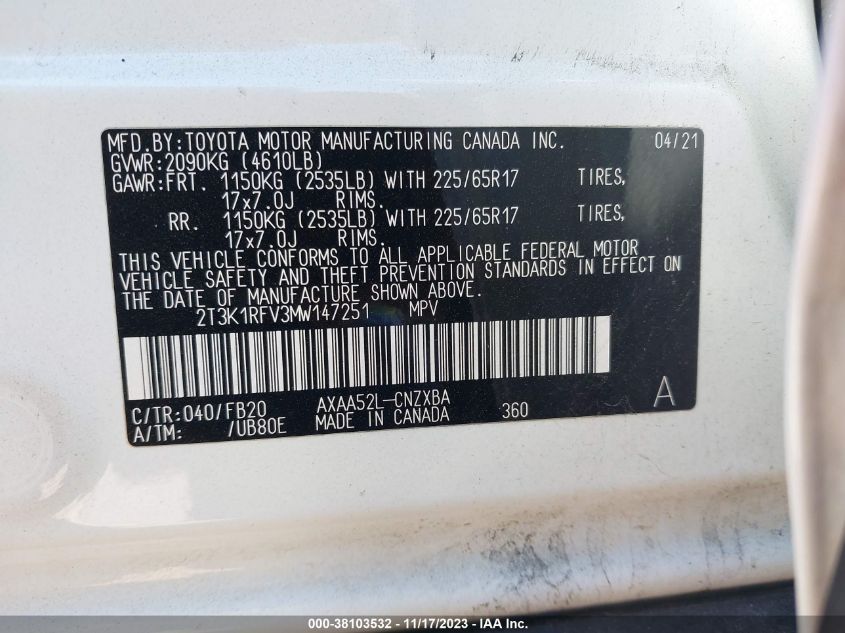 MFD.BY:TOYOTA MOTOR MANUFACTURING CANADA INC. 04/21
GVWR:2090KG (4610LB)
GAWR:FRT. 1150KG (2535LB) WITH 225/65R17 TIRES,
17x7.0J RIMS.
RR. 1150KG (2535LB) WITH 225/65R17 TIRES,
17x7.0J RIMS.
THIS VEHICLE CONFORMS TO ALL APPLICABLE FEDERAL MOTOR
VEHICLE SAFETY AND THEFT PREVENTION STANDARDS IN EFFECT ON
THE DATE OF MANUFACTURE SHOWN ABOVE.
2T3K1RFV3MW147251 MPV
C/TR:040/FB20 AXAA52L-CNZXBA A
A/TM: /UB80E MADE IN CANADA 360
000-38103532 - 11/17/2023 - IAA Inc.